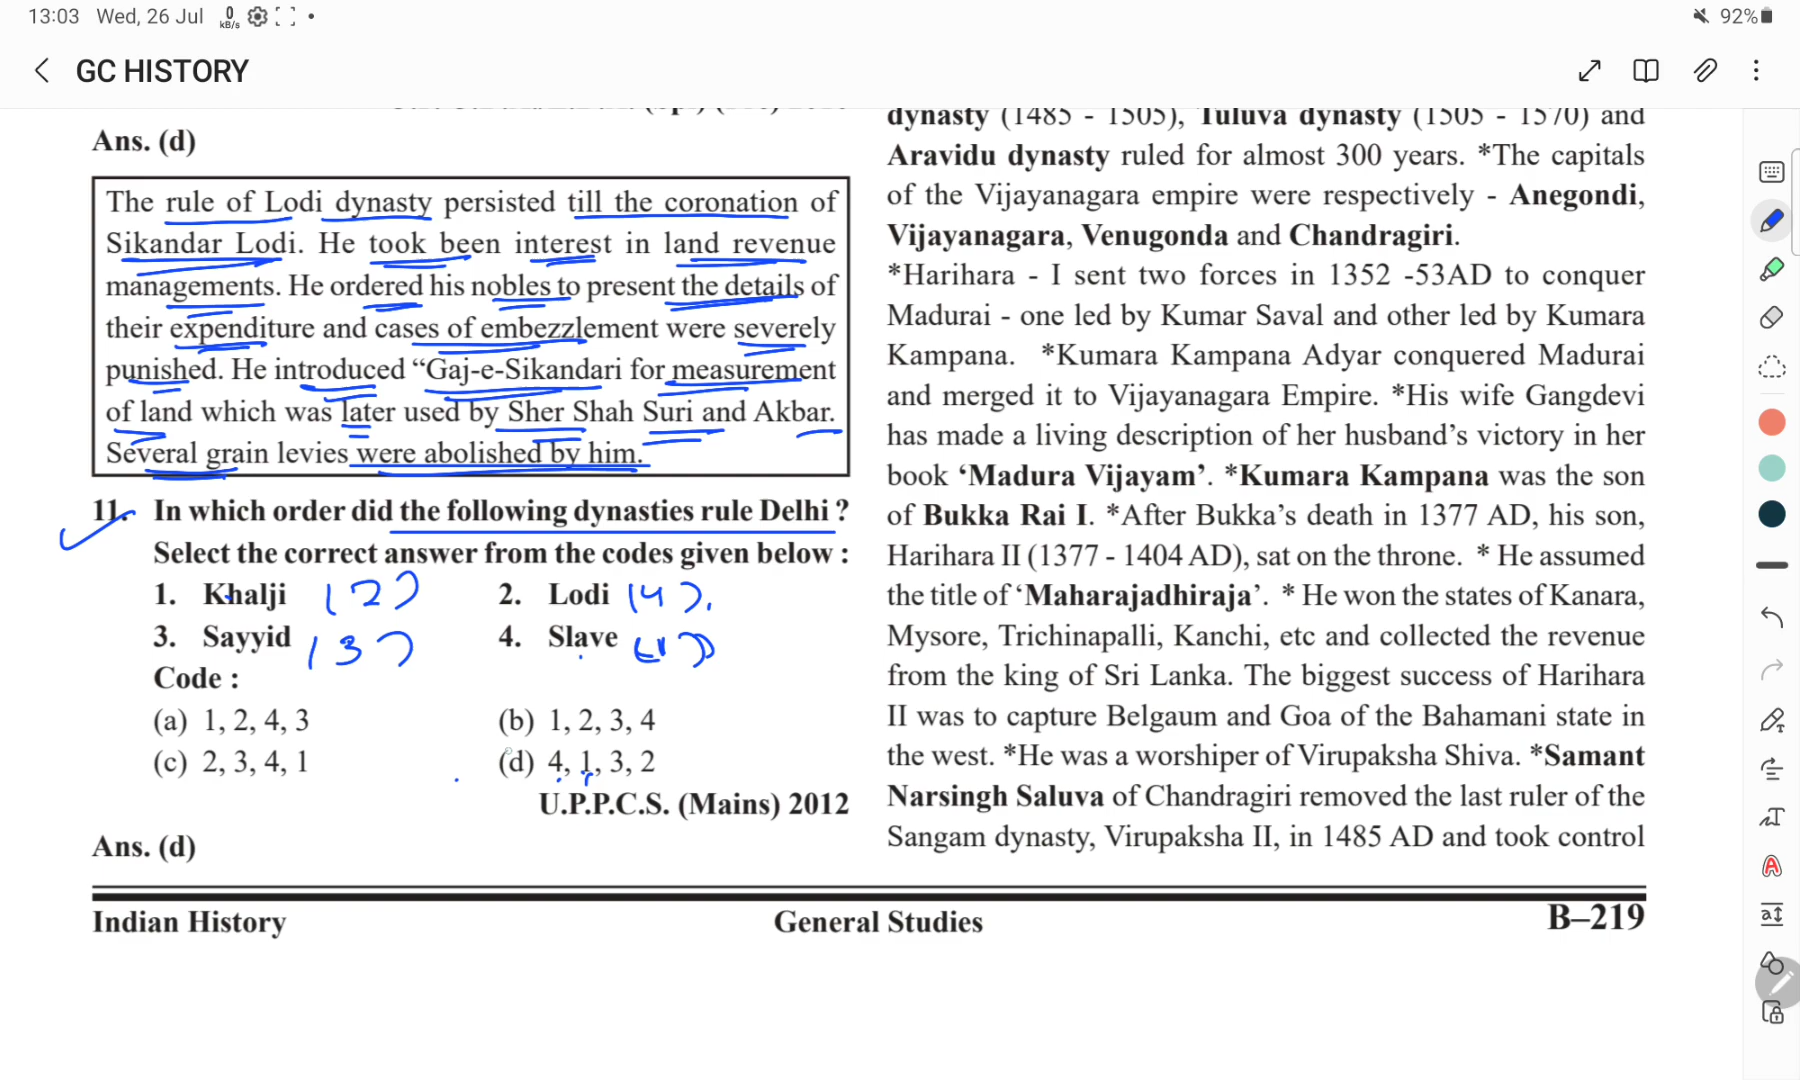 13:03 Wed, 26 Jul 0 kB/s 92%
GC HISTORY
Ans. (d)
The rule of Lodi dynasty persisted till the coronation of
Sikandar Lodi. He took been interest in land revenue
managements. He ordered his nobles to present the details of
their expenditure and cases of embezzlement were severely
punished. He introduced “Gaj-e-Sikandari for measurement
of land which was later used by Sher Shah Suri and Akbar.
Several grain levies were abolished by him.
11. In which order did the following dynasties rule Delhi ?
Select the correct answer from the codes given below :
1. Khalji (2) 2. Lodi (4)
3. Sayyid (3) 4. Slave (1)
Code :
(a) 1, 2, 4, 3 (b) 1, 2, 3, 4
(c) 2, 3, 4, 1 (d) 4, 1, 3, 2
U.P.P.C.S. (Mains) 2012
Ans. (d)
dynasty (1485 - 1505), Tuluva dynasty (1505 - 1570) and
Aravidu dynasty ruled for almost 300 years. *The capitals
of the Vijayanagara empire were respectively - Anegondi,
Vijayanagara, Venugonda and Chandragiri.
*Harihara - I sent two forces in 1352 -53AD to conquer
Madurai - one led by Kumar Saval and other led by Kumara
Kampana. *Kumara Kampana Adyar conquered Madurai
and merged it to Vijayanagara Empire. *His wife Gangdevi
has made a living description of her husband’s victory in her
book ‘Madura Vijayam’. *Kumara Kampana was the son
of Bukka Rai I. *After Bukka’s death in 1377 AD, his son,
Harihara II (1377 - 1404 AD), sat on the throne. * He assumed
the title of ‘Maharajadhiraja’. * He won the states of Kanara,
Mysore, Trichinapalli, Kanchi, etc and collected the revenue
from the king of Sri Lanka. The biggest success of Harihara
II was to capture Belgaum and Goa of the Bahamani state in
the west. *He was a worshiper of Virupaksha Shiva. *Samant
Narsingh Saluva of Chandragiri removed the last ruler of the
Sangam dynasty, Virupaksha II, in 1485 AD and took control
Indian History General Studies B–219